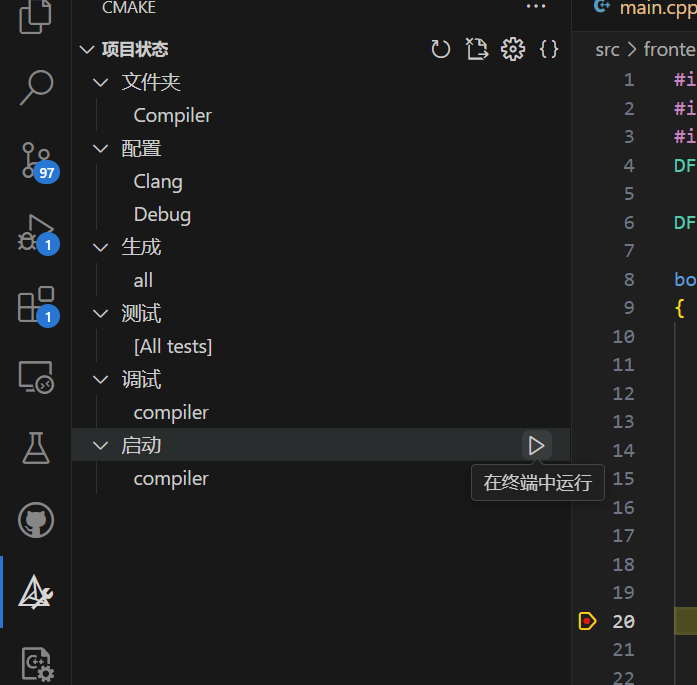 CMAKE
main.cpp
项目状态
src > fronte
文件夹
Compiler
配置
Clang
Debug
生成
all
测试
[All tests]
调试
compiler
启动
compiler
在终端中运行
97
1
1
1 #i
2 #i
3 #i
4 DF
5
6 DF
7
8 bo
9 {
10
11
12
13
14
15
16
17
18
19
20
21
22